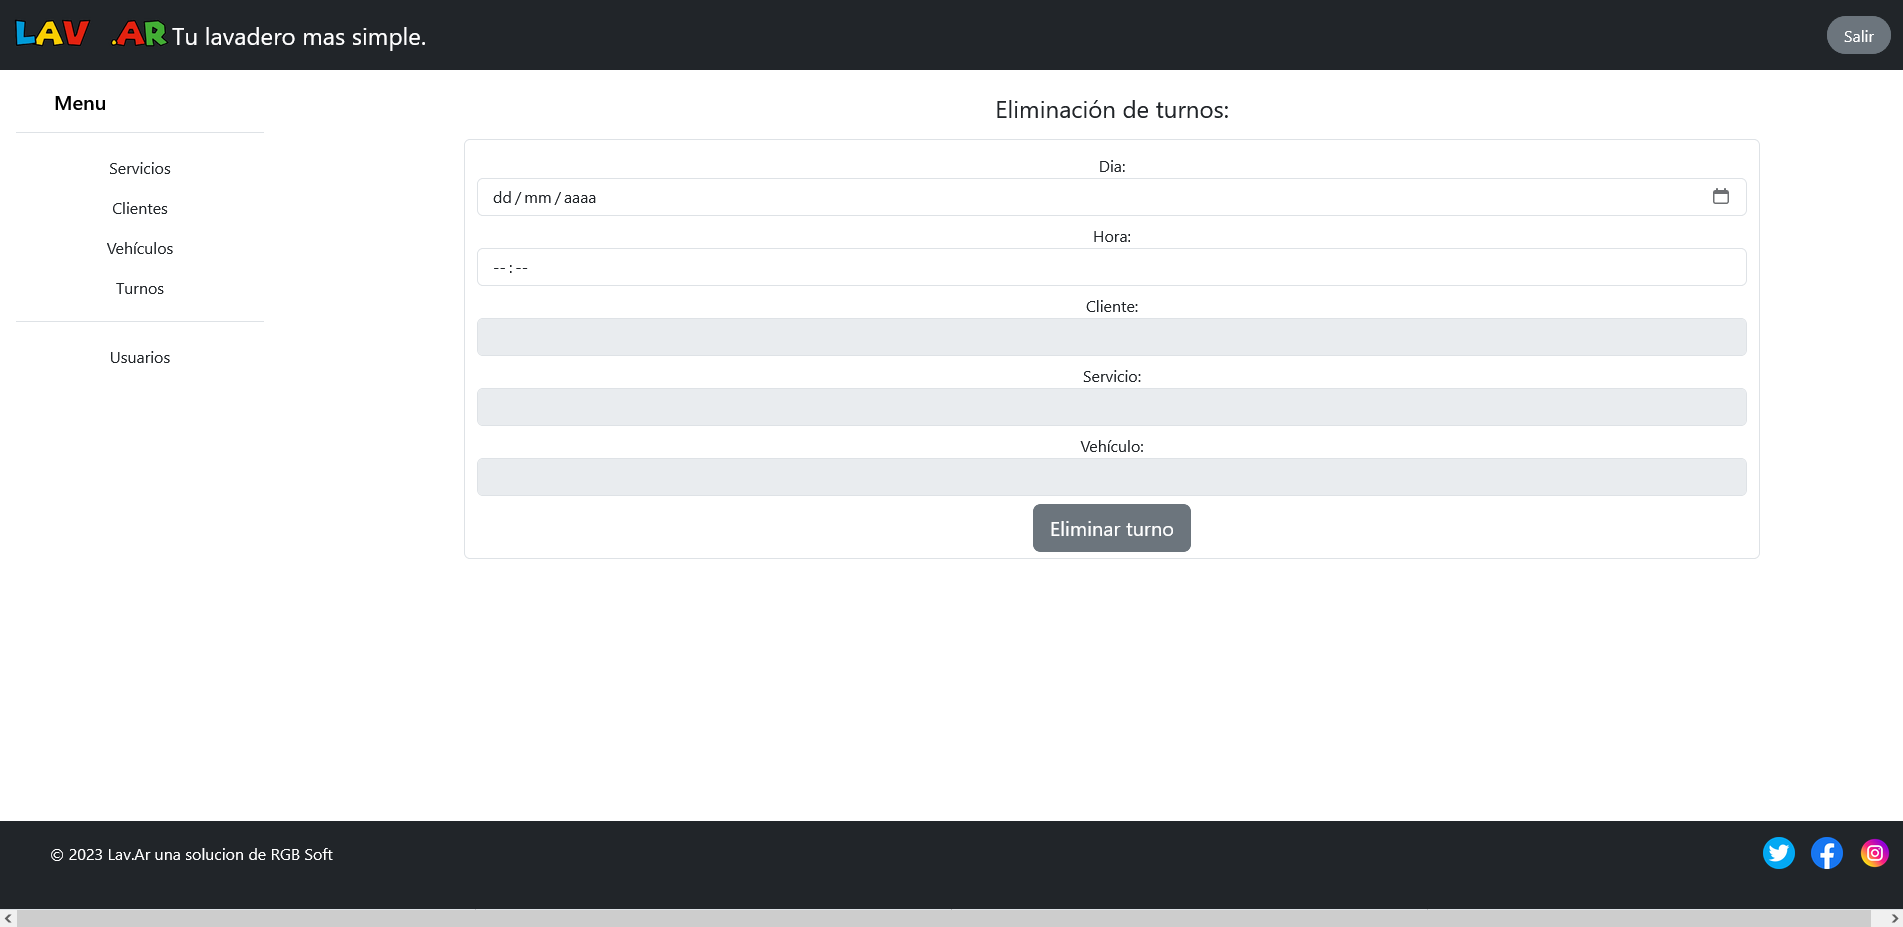 LAV .AR Tu lavadero mas simple.
Salir
Menu
Servicios
Clientes
Vehículos
Turnos
Usuarios
Eliminación de turnos:
Dia:
dd/mm/aaaa
Hora:
--:--
Cliente:
Servicio:
Vehículo:
Eliminar turno
© 2023 Lav.Ar una solucion de RGB Soft